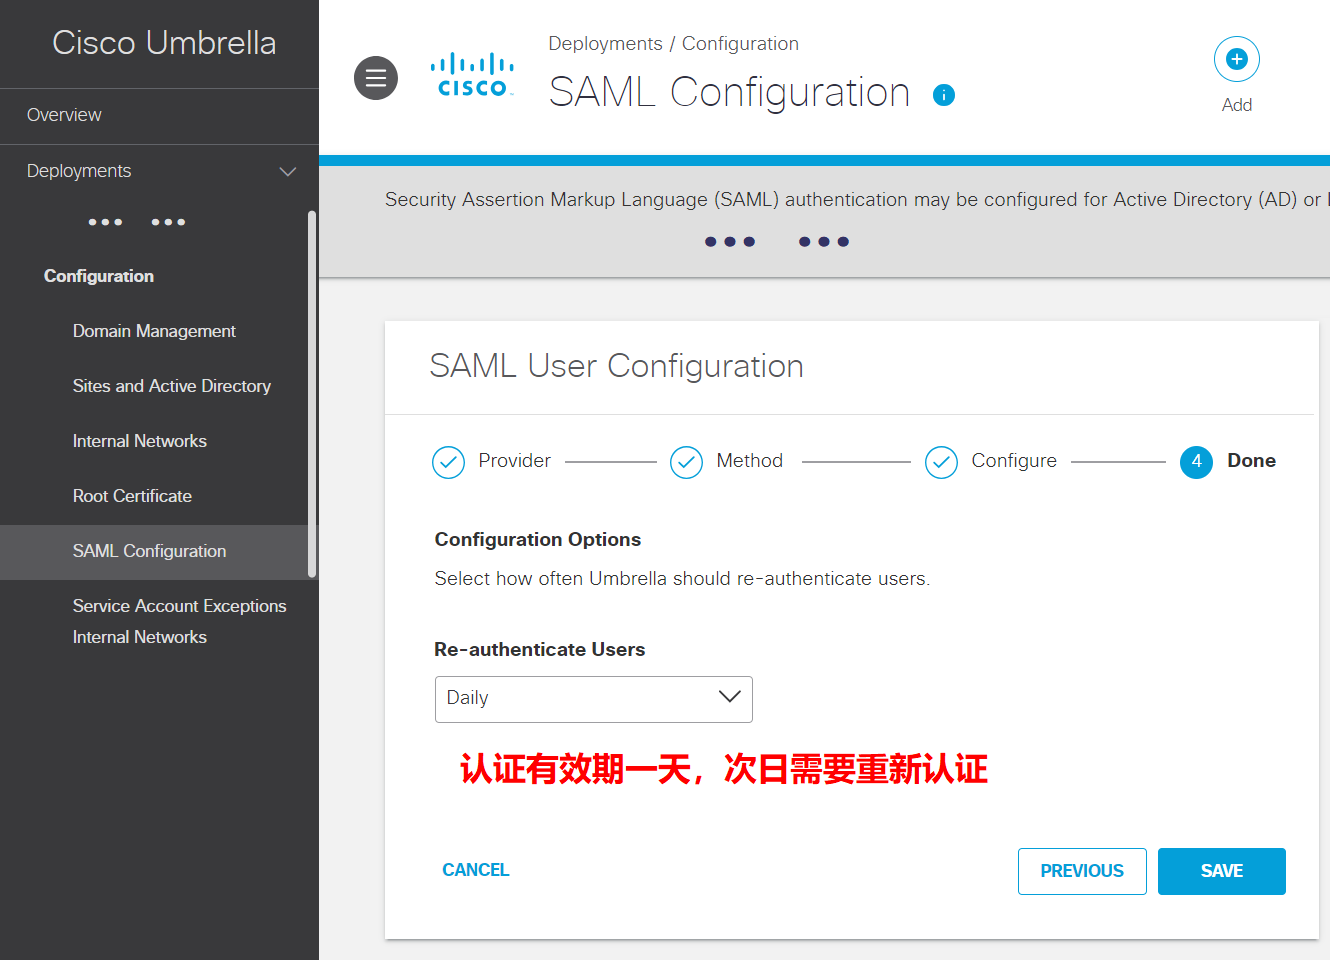 Cisco Umbrella
Overview
Deployments
••• •••
Configuration
Domain Management
Sites and Active Directory
Internal Networks
Root Certificate
SAML Configuration
Service Account Exceptions
Internal Networks
CISCO
Deployments / Configuration
SAML Configuration
Add
Security Assertion Markup Language (SAML) authentication may be configured for Active Directory (AD) or
••• •••
SAML User Configuration
Provider
Method
Configure
4 Done
Configuration Options
Select how often Umbrella should re-authenticate users.
Re-authenticate Users
Daily
认证有效期一天，次日需要重新认证
CANCEL
PREVIOUS
SAVE